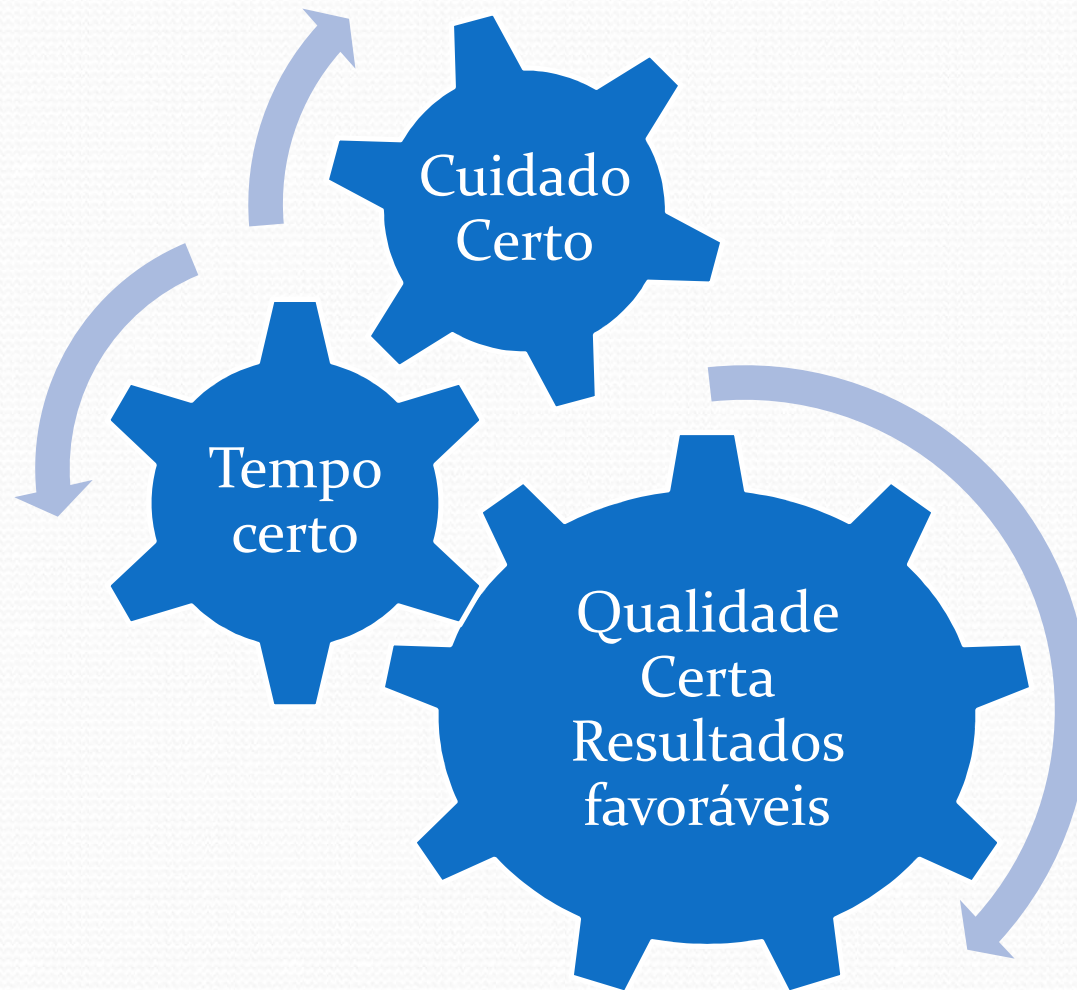 Cuidado
Certo
Tempo
certo
Qualidade
Certa
Resultados
favoráveis